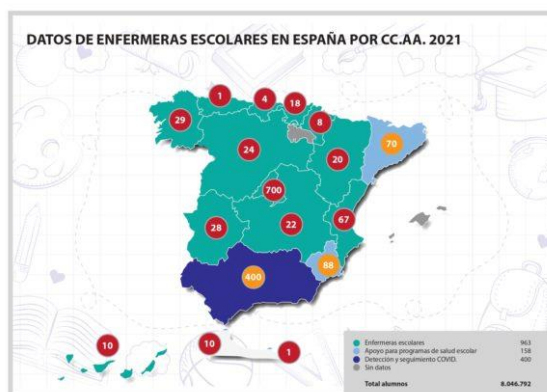 DATOS DE ENFERMERAS ESCOLARES EN ESPAÑA POR CC.AA. 2021
1
4
18
29
8
24
70
20
700
67
28
22
88
400
10
10
1
Enfermeras escolares 963
Apoyo para programas de salud escolar 158
Detección y seguimiento COVID. 400
Sin datos
Total alumnos 8.046.792